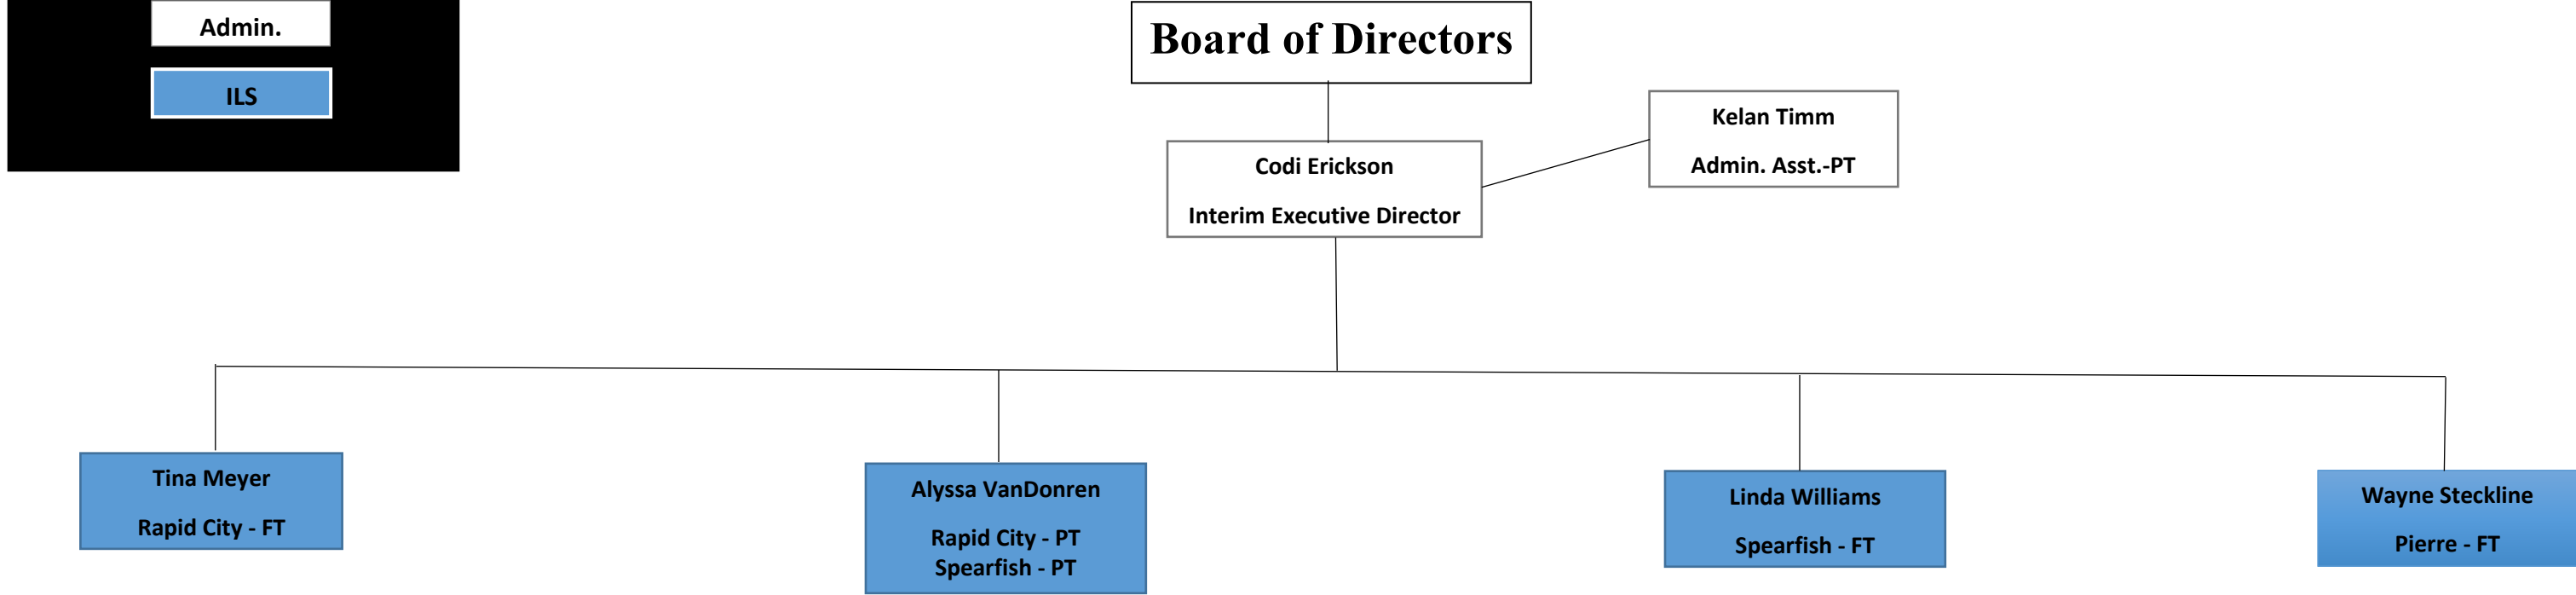 Admin.
ILS
Board of Directors
Kelan Timm
Admin. Asst.-PT
Codi Erickson
Interim Executive Director
Tina Meyer
Rapid City - FT
Alyssa VanDonren
Rapid City - PT
Spearfish - PT
Linda Williams
Spearfish - FT
Wayne Steckline
Pierre - FT